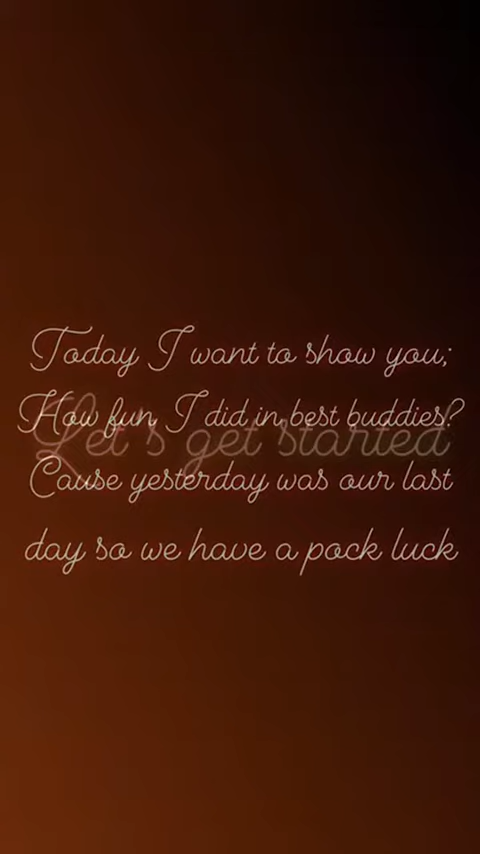 Today I want to show you;
How fun, I did in best buddies?
Let's get started
Cause yesterday was our last
day so we have a pock luck